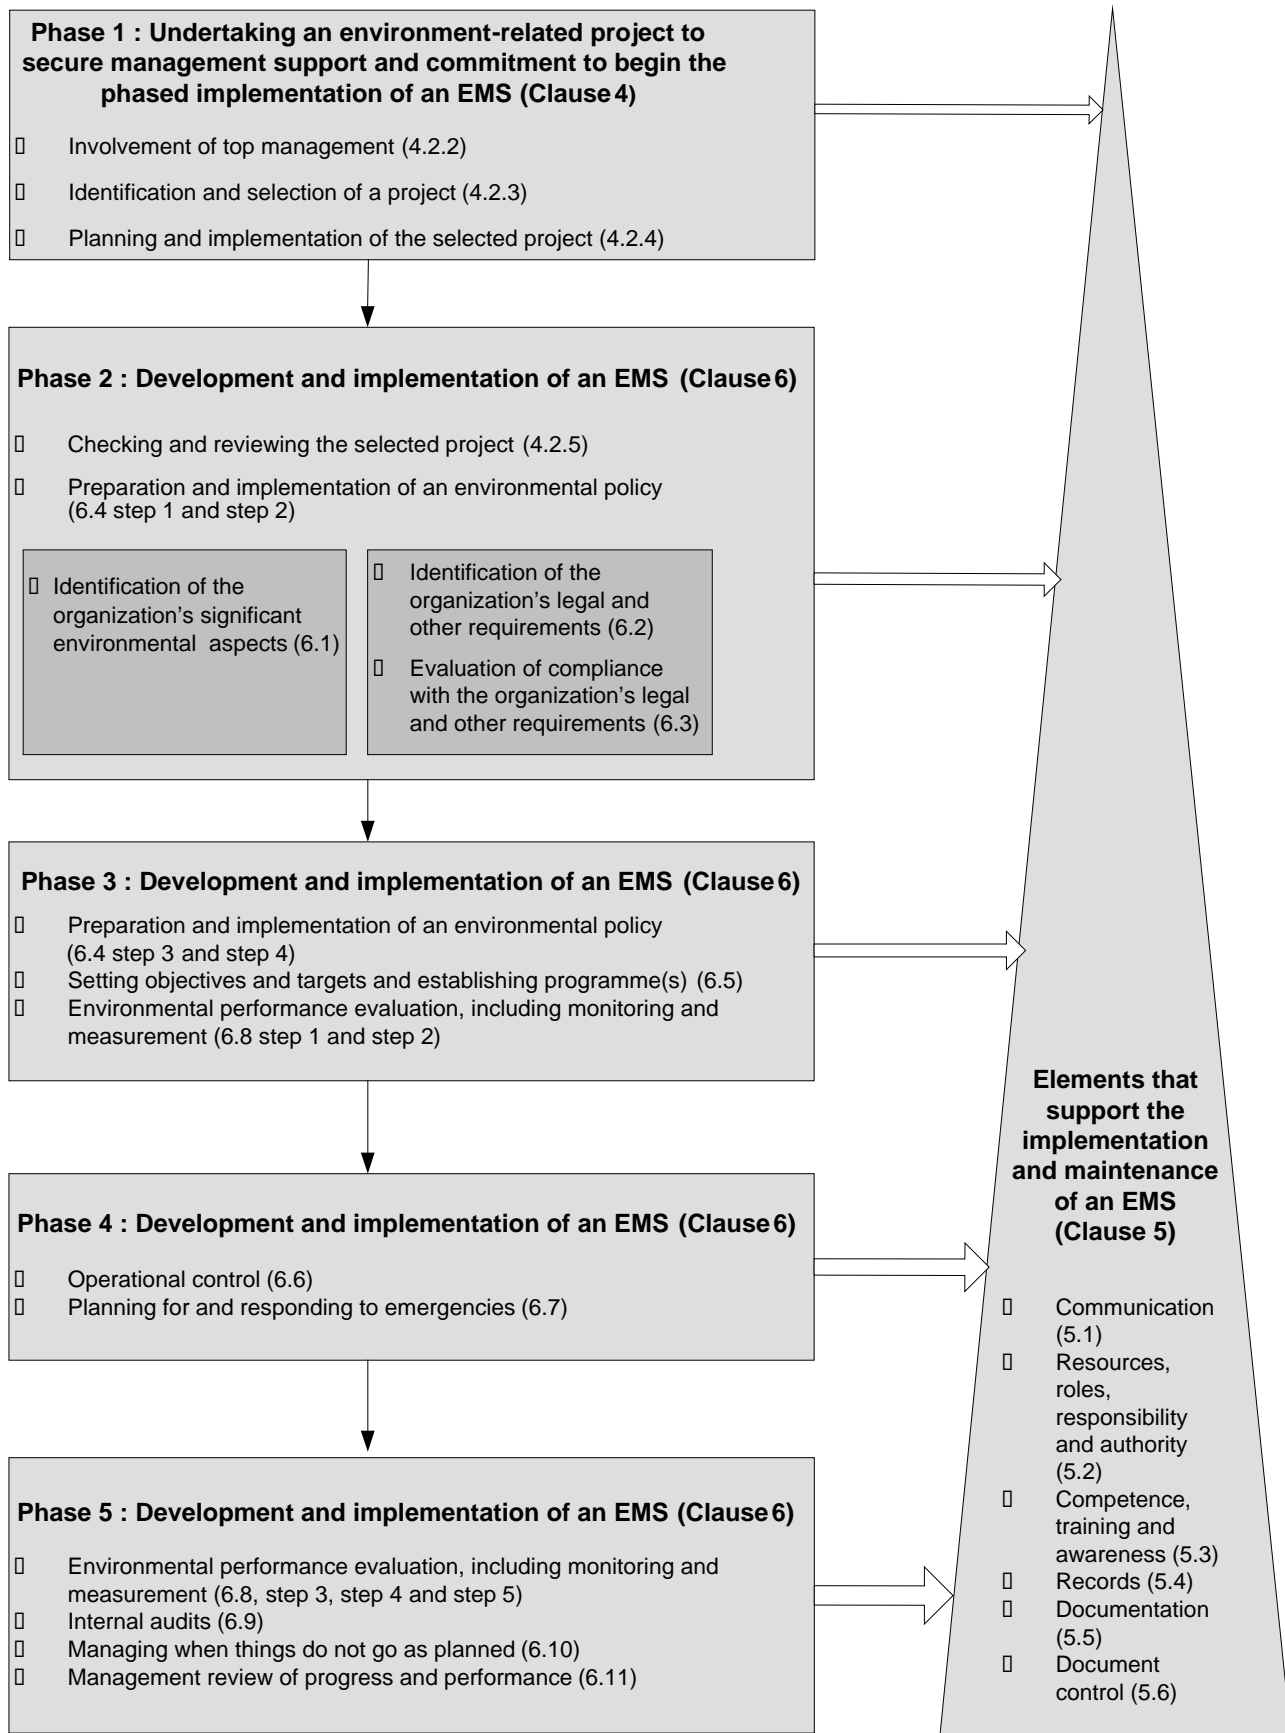 Phase 1 : Undertaking an environment-related project to
secure management support and commitment to begin the
phased implementation of an EMS (Clause 4)
Involvement of top management (4.2.2)
Identification and selection of a project (4.2.3)
Planning and implementation of the selected project (4.2.4)
Phase 2 : Development and implementation of an EMS (Clause 6)
Checking and reviewing the selected project (4.2.5)
Preparation and implementation of an environmental policy
(6.4 step 1 and step 2)
Identification of the
organization's significant
environmental aspects (6.1)
Identification of the
organization's legal and
other requirements (6.2)
Evaluation of compliance
with the organization's legal
and other requirements (6.3)
Phase 3 : Development and implementation of an EMS (Clause 6)
Preparation and implementation of an environmental policy
(6.4 step 3 and step 4)
Setting objectives and targets and establishing programme(s) (6.5)
Environmental performance evaluation, including monitoring and
measurement (6.8 step 1 and step 2)
Phase 4 : Development and implementation of an EMS (Clause 6)
Operational control (6.6)
Planning for and responding to emergencies (6.7)
Phase 5 : Development and implementation of an EMS (Clause 6)
Environmental performance evaluation, including monitoring and
measurement (6.8, step 3, step 4 and step 5)
Internal audits (6.9)
Managing when things do not go as planned (6.10)
Management review of progress and performance (6.11)
Elements that
support the
implementation
and maintenance
of an EMS
(Clause 5)
Communication
(5.1)
Resources,
roles,
responsibility
and authority
(5.2)
Competence,
training and
awareness (5.3)
Records (5.4)
Documentation
(5.5)
Document
control (5.6)